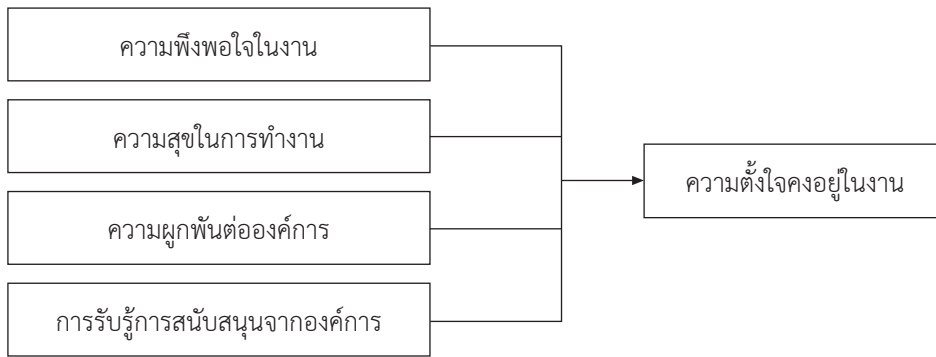 ความพึงพอใจในงาน
ความสุขในการทำงาน
ความตั้งใจคงอยู่ในงาน
ความผูกพันต่อองค์การ
การรับรู้การสนับสนุนจากองค์การ